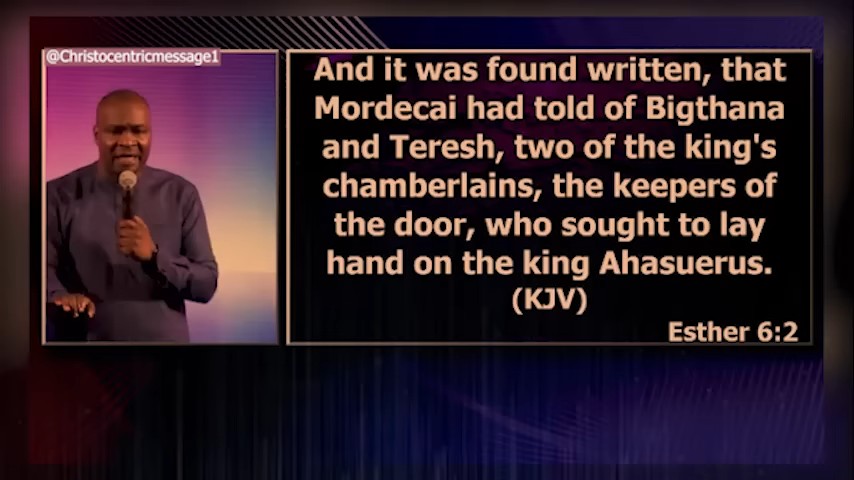 @Christocentricmessage1
And it was found written, that
Mordecai had told of Bigthana
and Teresh, two of the king's
chamberlains, the keepers of
the door, who sought to lay
hand on the king Ahasuerus.
(KJV)
Esther 6:2